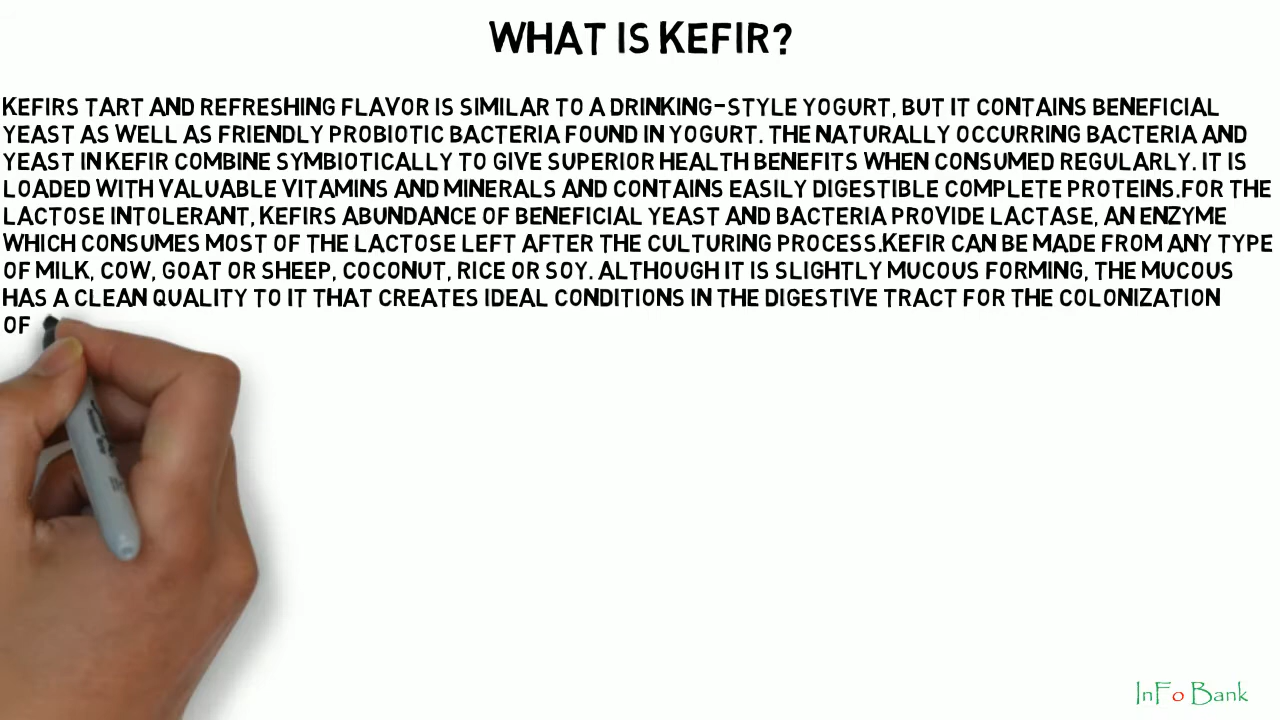 WHAT IS KEFIR?
KEFIRS TART AND REFRESHING FLAVOR IS SIMILAR TO A DRINKING-STYLE YOGURT, BUT IT CONTAINS BENEFICIAL
YEAST AS WELL AS FRIENDLY PROBIOTIC BACTERIA FOUND IN YOGURT. THE NATURALLY OCCURRING BACTERIA AND
YEAST IN KEFIR COMBINE SYMBIOTICALLY TO GIVE SUPERIOR HEALTH BENEFITS WHEN CONSUMED REGULARLY. IT IS
LOADED WITH VALUABLE VITAMINS AND MINERALS AND CONTAINS EASILY DIGESTIBLE COMPLETE PROTEINS.FOR THE
LACTOSE INTOLERANT, KEFIRS ABUNDANCE OF BENEFICIAL YEAST AND BACTERIA PROVIDE LACTASE, AN ENZYME
WHICH CONSUMES MOST OF THE LACTOSE LEFT AFTER THE CULTURING PROCESS.KEFIR CAN BE MADE FROM ANY TYPE
OF MILK, COW, GOAT OR SHEEP, COCONUT, RICE OR SOY. ALTHOUGH IT IS SLIGHTLY MUCOUS FORMING, THE MUCOUS
HAS A CLEAN QUALITY TO IT THAT CREATES IDEAL CONDITIONS IN THE DIGESTIVE TRACT FOR THE COLONIZATION
OF
InFo Bank